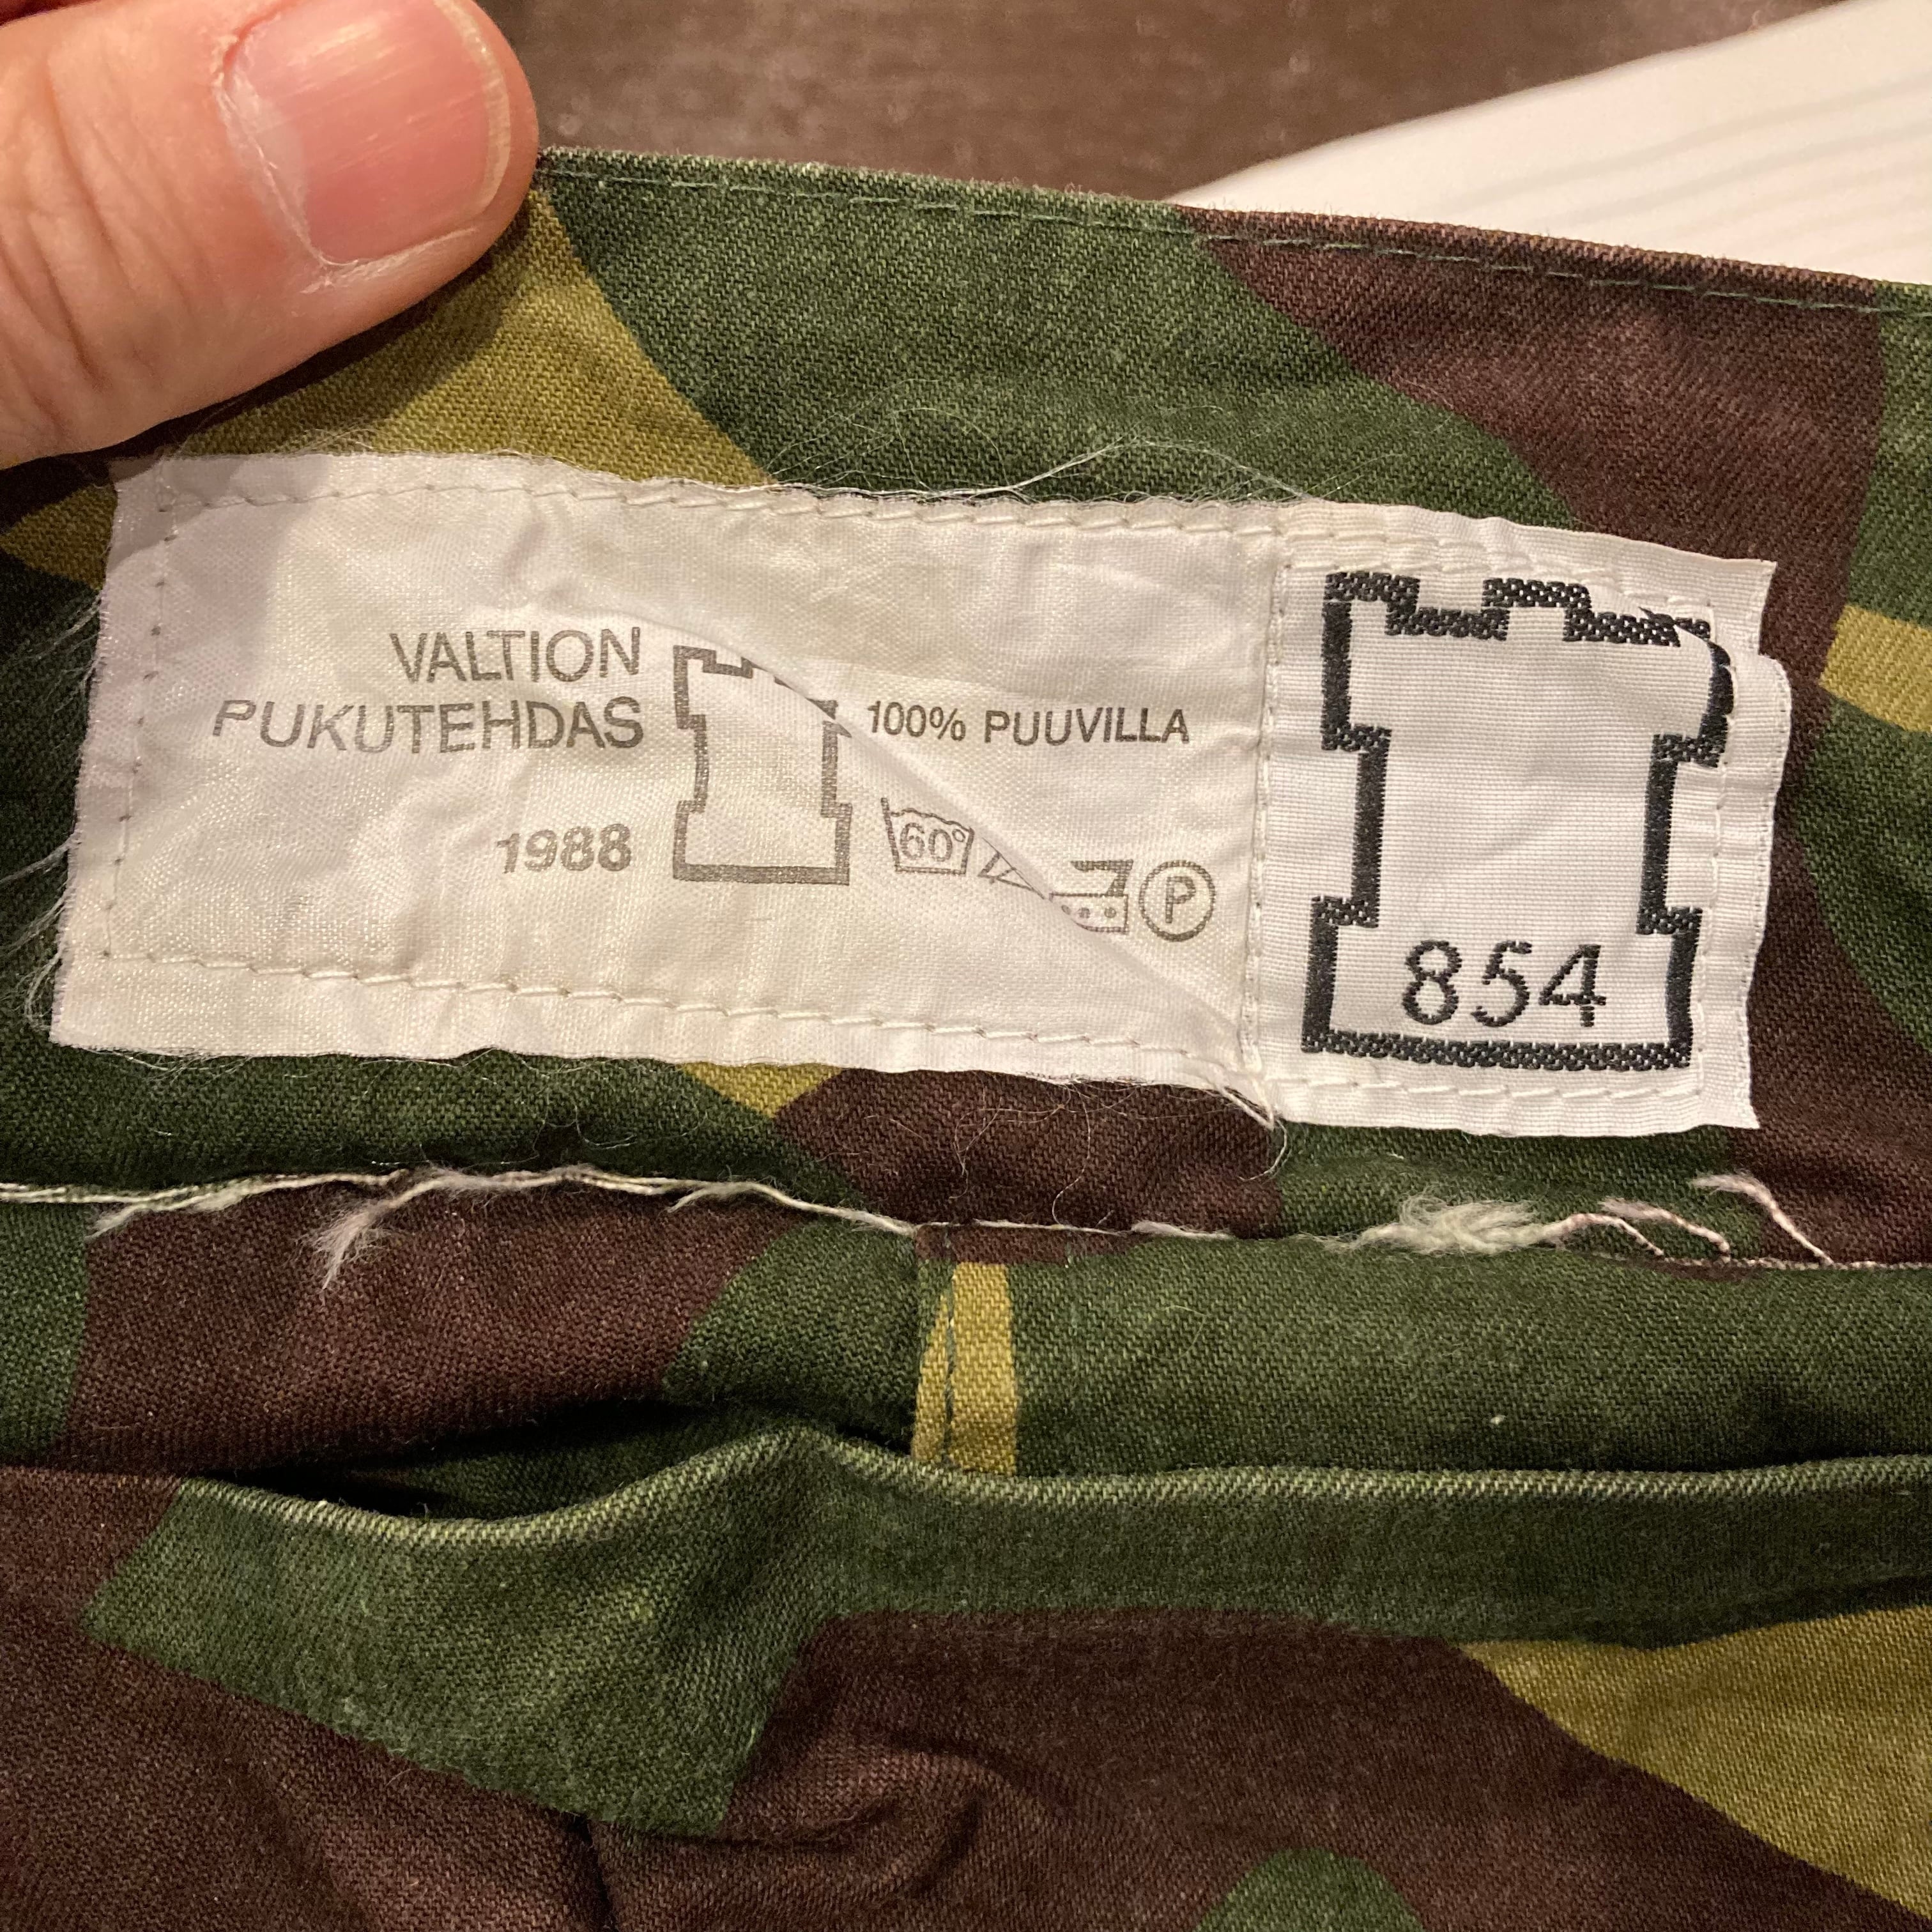 VALTION
PUKUTEHDAS
1988
100% PUUVILLA
60°
P
854